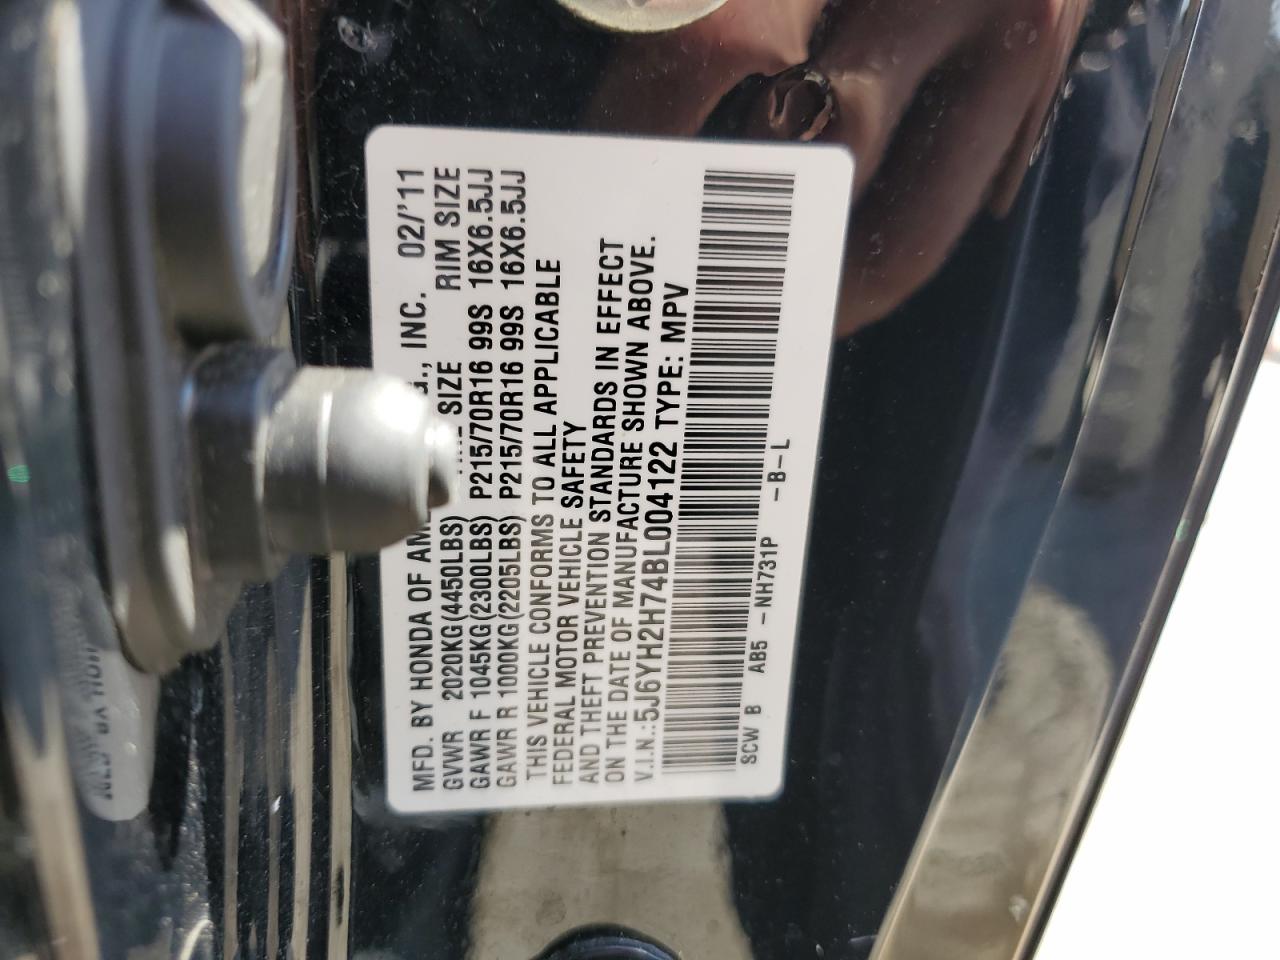 MFD. BY HONDA OF AM G., INC. 02/'11
GVWR 2020KG(4450LBS) SIZE RIM SIZE
GAWR F 1045KG(2300LBS) P215/70R16 99S 16X6.5JJ
GAWR R 1000KG(2205LBS) P215/70R16 99S 16X6.5JJ
THIS VEHICLE CONFORMS TO ALL APPLICABLE
FEDERAL MOTOR VEHICLE SAFETY
AND THEFT PREVENTION STANDARDS IN EFFECT
ON THE DATE OF MANUFACTURE SHOWN ABOVE.
V.I.N.:5J6YH2H74BL004122 TYPE: MPV
SCW B AB5 -NH731P -B-L